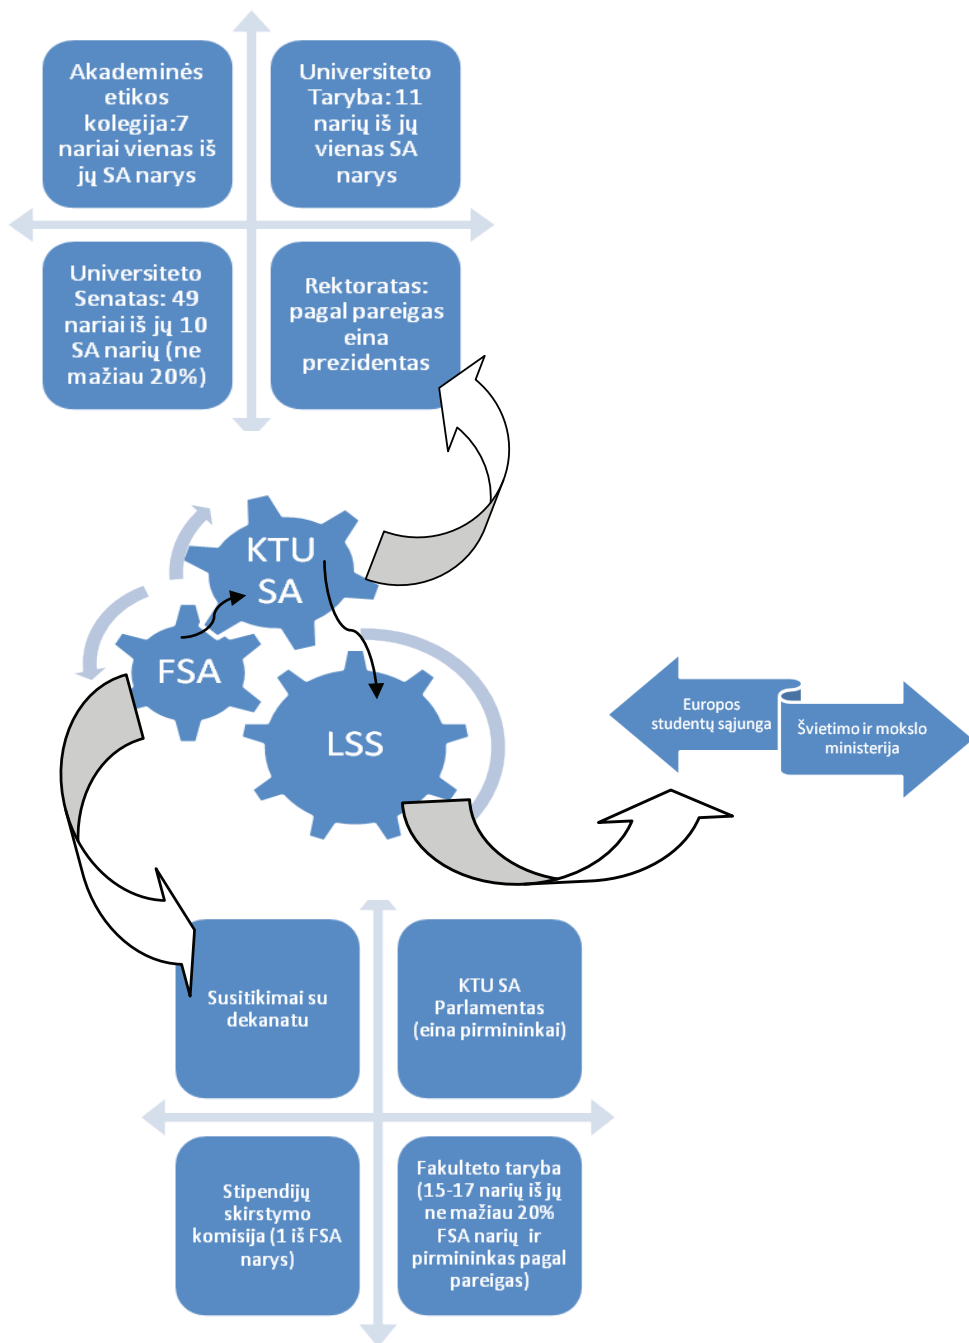 Akademinės
etikos
kolegija:7
nariai vienas iš
jų SA narys
Universiteto
Taryba: 11
narių iš jų
vienas SA
narys
Universiteto
Senatas: 49
nariai iš jų 10
SA narių (ne
mažiau 20%)
Rektoratas:
pagal pareigas
eina
prezidentas
KTU
SA
FSA
LSS
Europos
studentų sąjunga
Švietimo ir mokslo
ministerija
Susitikimai su
dekanatu
KTU SA
Parlamentas
(eina pirmininkai)
Stipendijų
skirstymo
komisija (1 iš FSA
narys)
Fakulteto taryba
(15-17 narių iš jų
ne mažiau 20%
FSA narių ir
pirmininkas pagal
pareigas)